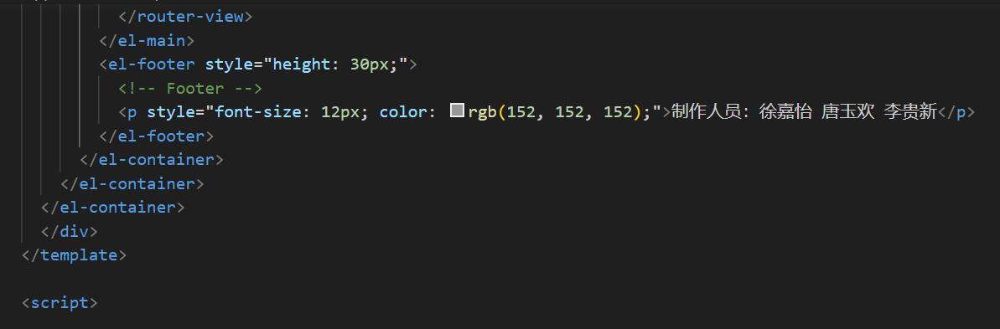 </router-view>
</el-main>
<el-footer style="height: 30px;">
<!-- Footer -->
<p style="font-size: 12px; color: rgb(152, 152, 152);">制作人员: 徐嘉怡 唐玉欢 李贵新</p>
</el-footer>
</el-container>
</el-container>
</el-container>
</div>
</template>
<script>